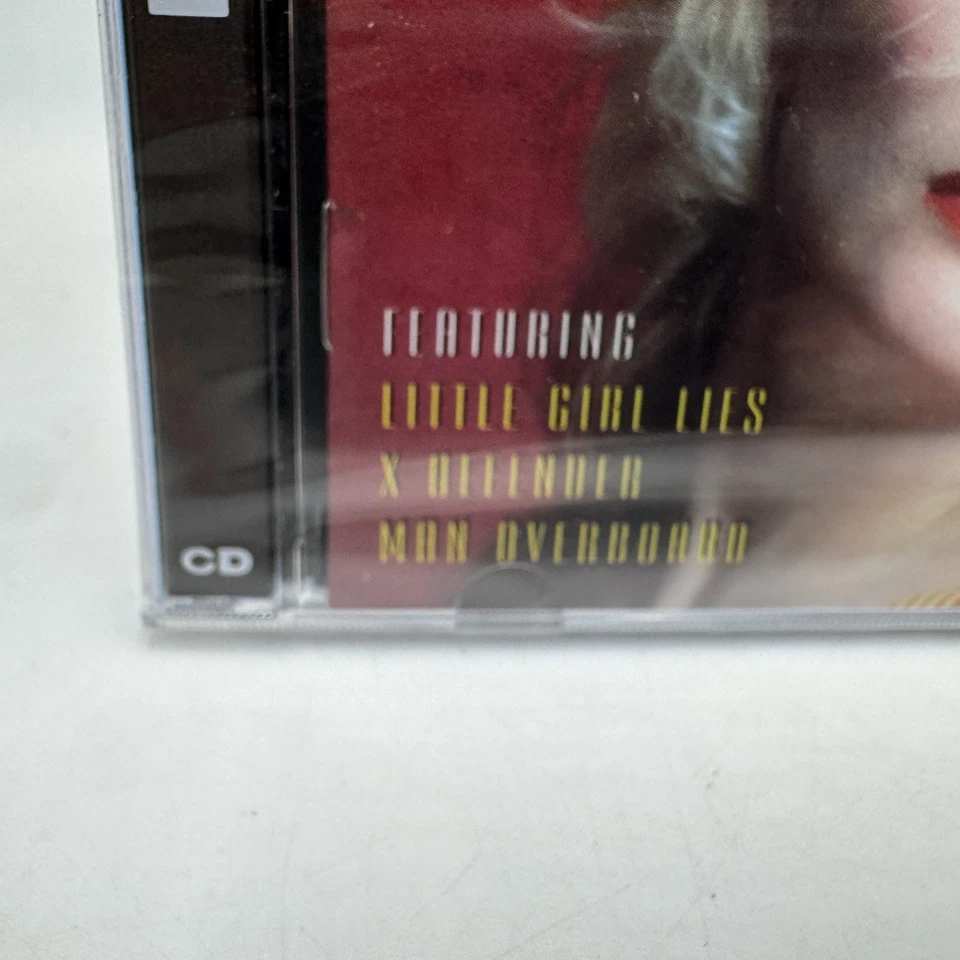 FEATURING
LITTLE GIRL LIES
X OFFENDER
MAN OVERBOARD
CD